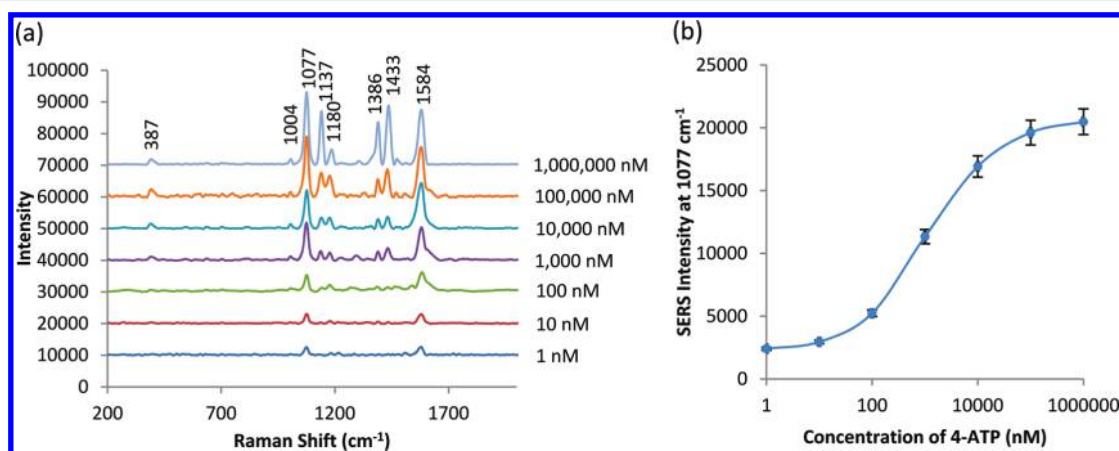 (a)
100000
90000
80000
70000
60000
50000
40000
30000
20000
10000
0
Intensity
387
1004
1077
1137
1180
1386
1433
1584
1,000,000 nM
100,000 nM
10,000 nM
1,000 nM
100 nM
10 nM
1 nM
200
700
1200
1700
Raman Shift (cm⁻¹)
(b)
25000
20000
15000
10000
5000
0
SERS Intensity at 1077 cm⁻¹
1
100
10000
1000000
Concentration of 4-ATP (nM)